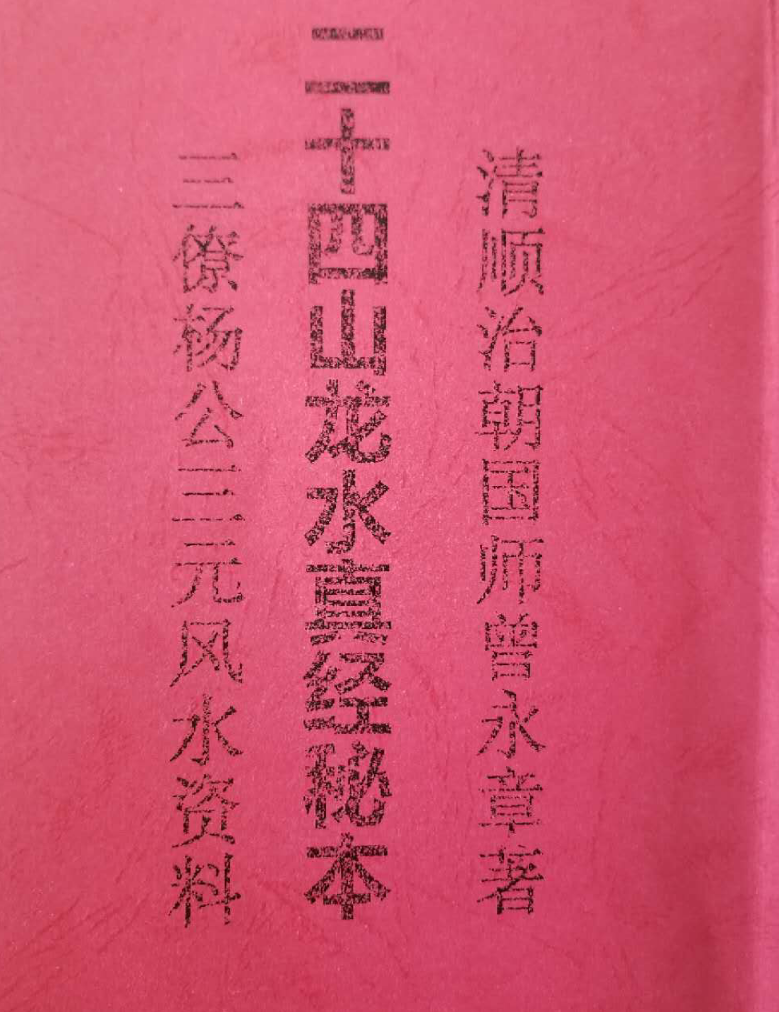 清顺治朝国师曾永章著
二十四山龙水真经秘本
三僚杨公三元风水资料